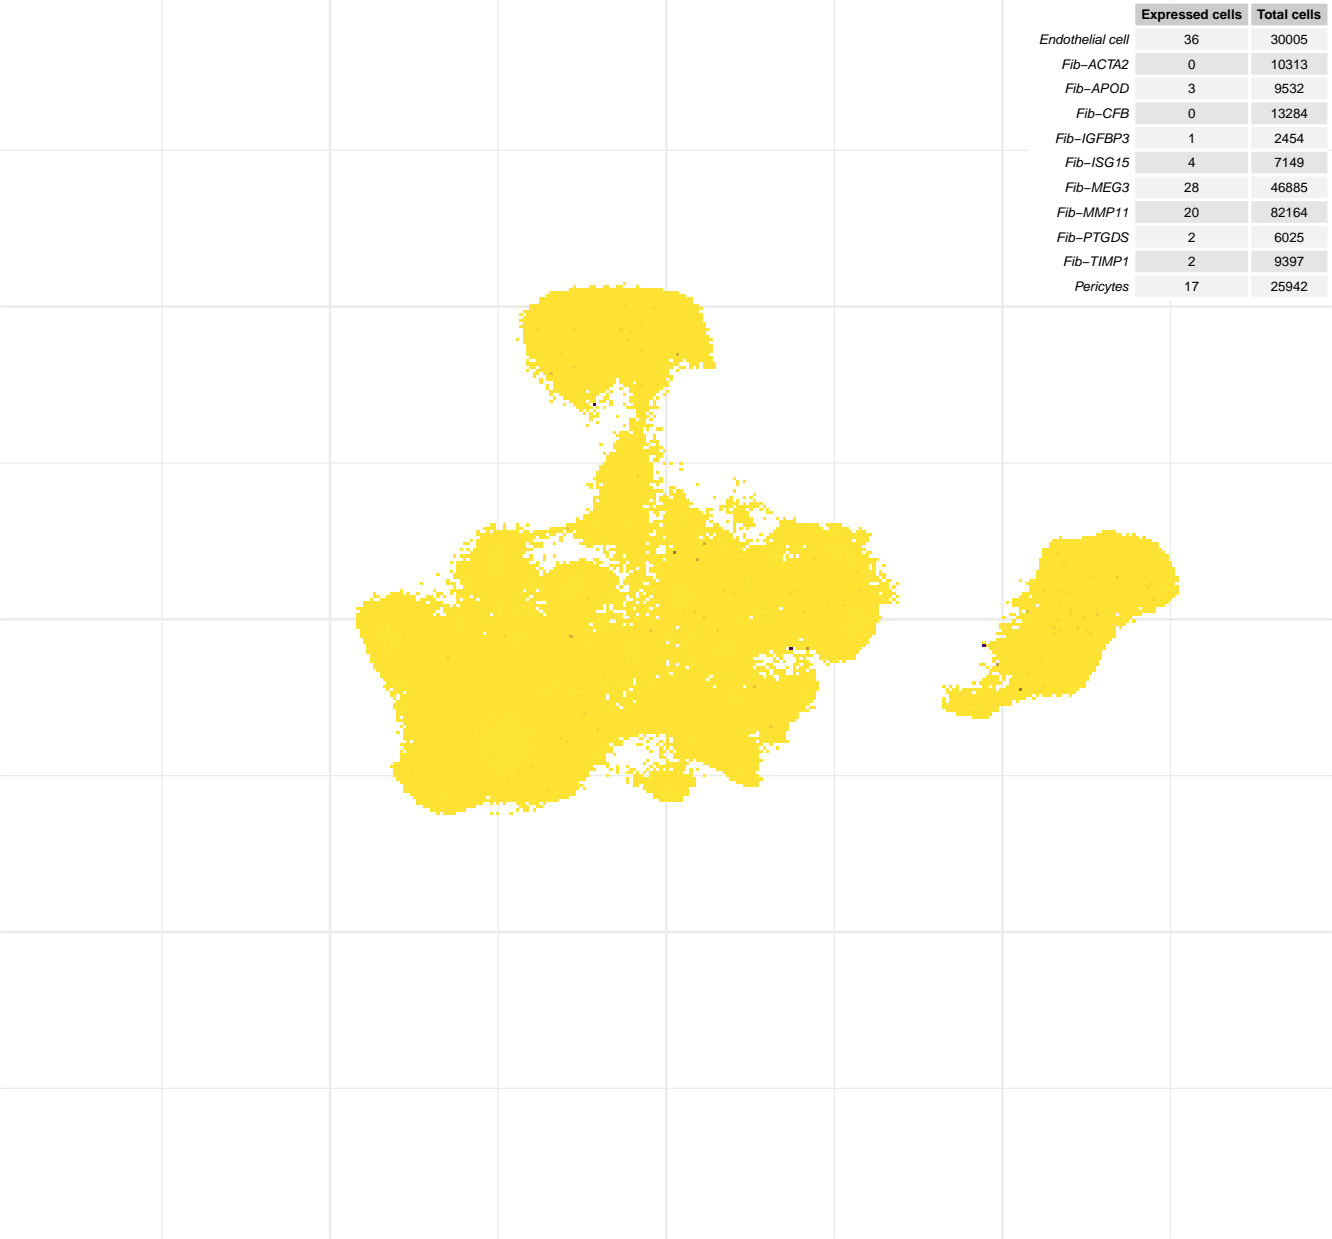 Expressed cells Total cells
Endothelial cell 36 30005
Fib−ACTA2 0 10313
Fib−APOD 3 9532
Fib−CFB 0 13284
Fib−IGFBP3 1 2454
Fib−ISG15 4 7149
Fib−MEG3 28 46885
Fib−MMP11 20 82164
Fib−PTGDS 2 6025
Fib−TIMP1 2 9397
Pericytes 17 25942